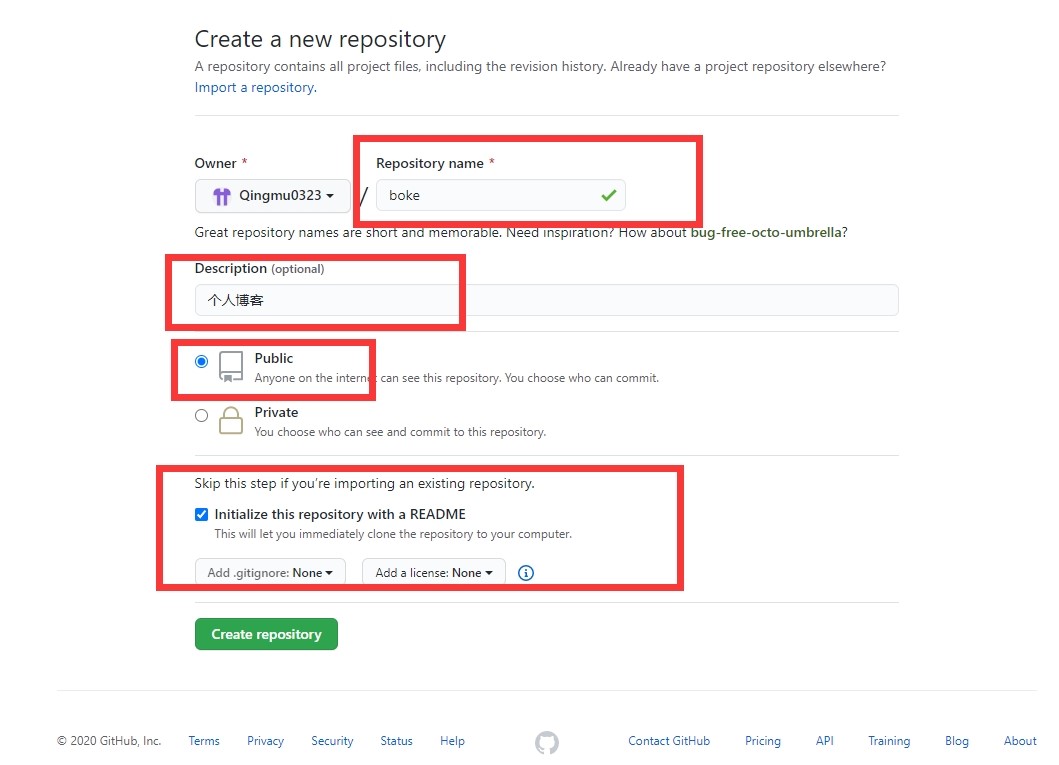 Create a new repository
A repository contains all project files, including the revision history. Already have a project repository elsewhere?
Import a repository.
Owner * Repository name *
Qingmu0323 / boke
Great repository names are short and memorable. Need inspiration? How about bug-free-octo-umbrella?
Description (optional)
个人博客
Public
Anyone on the internet can see this repository. You choose who can commit.
Private
You choose who can see and commit to this repository.
Skip this step if you're importing an existing repository.
Initialize this repository with a README
This will let you immediately clone the repository to your computer.
Add .gitignore: None Add a license: None
Create repository
© 2020 GitHub, Inc. Terms Privacy Security Status Help Contact GitHub Pricing API Training Blog About